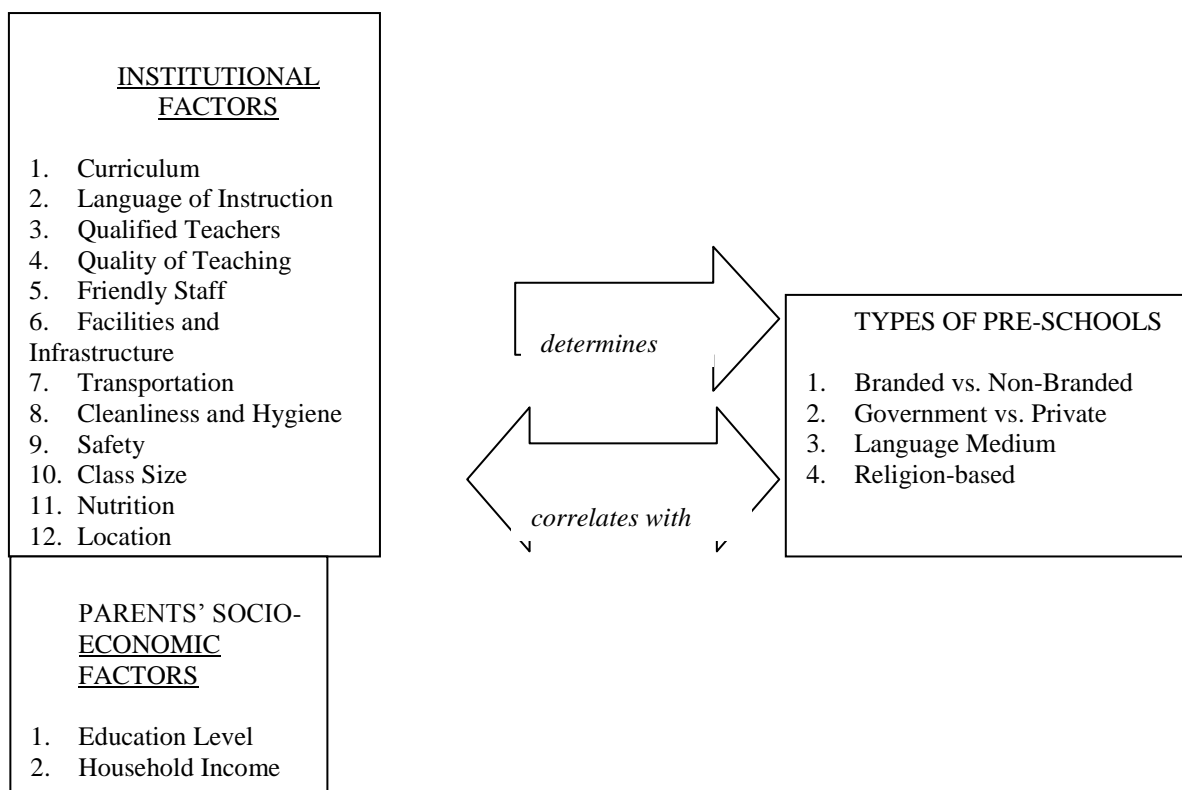 INSTITUTIONAL
FACTORS
1. Curriculum
2. Language of Instruction
3. Qualified Teachers
4. Quality of Teaching
5. Friendly Staff
6. Facilities and
Infrastructure
7. Transportation
8. Cleanliness and Hygiene
9. Safety
10. Class Size
11. Nutrition
12. Location
PARENTS’ SOCIO-
ECONOMIC
FACTORS
1. Education Level
2. Household Income
determines
correlates with
TYPES OF PRE-SCHOOLS
1. Branded vs. Non-Branded
2. Government vs. Private
3. Language Medium
4. Religion-based